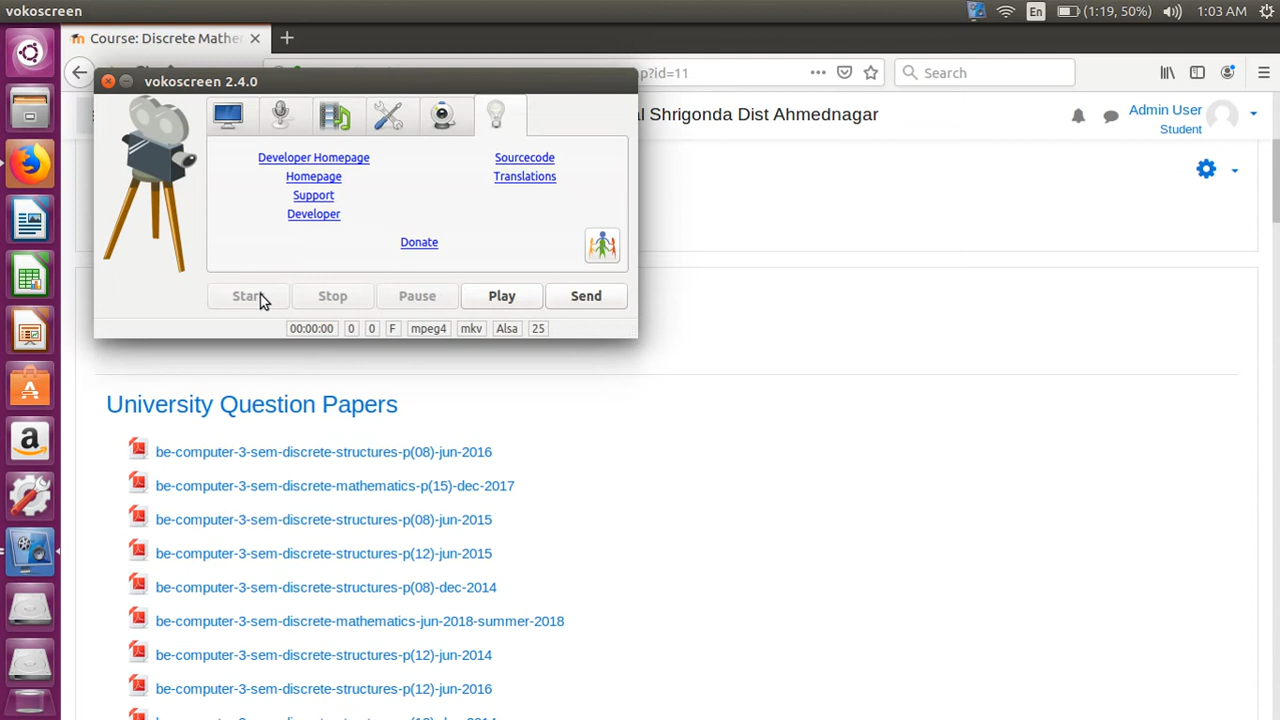 vokoscreen
En
(1:19, 50%)
1:03 AM
Course: Discrete Mathe
p?id=11
Search
vokoscreen 2.4.0
al Shrigonda Dist Ahmednagar
Admin User
Student
Developer Homepage
Sourcecode
Homepage
Translations
Support
Developer
Donate
Start
Stop
Pause
Play
Send
00:00:00
0
0
F
mpeg4
mkv
Alsa
25
University Question Papers
be-computer-3-sem-discrete-structures-p(08)-jun-2016
be-computer-3-sem-discrete-mathematics-p(15)-dec-2017
be-computer-3-sem-discrete-structures-p(08)-jun-2015
be-computer-3-sem-discrete-structures-p(12)-jun-2015
be-computer-3-sem-discrete-structures-p(08)-dec-2014
be-computer-3-sem-discrete-mathematics-jun-2018-summer-2018
be-computer-3-sem-discrete-structures-p(12)-jun-2014
be-computer-3-sem-discrete-structures-p(12)-jun-2016